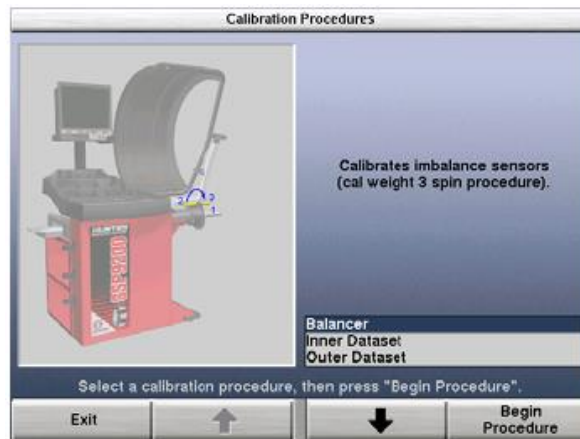 Calibration Procedures
Calibrates imbalance sensors
(cal weight 3 spin procedure).
Balancer
Inner Dataset
Outer Dataset
Select a calibration procedure, then press "Begin Procedure".
Exit
Begin
Procedure